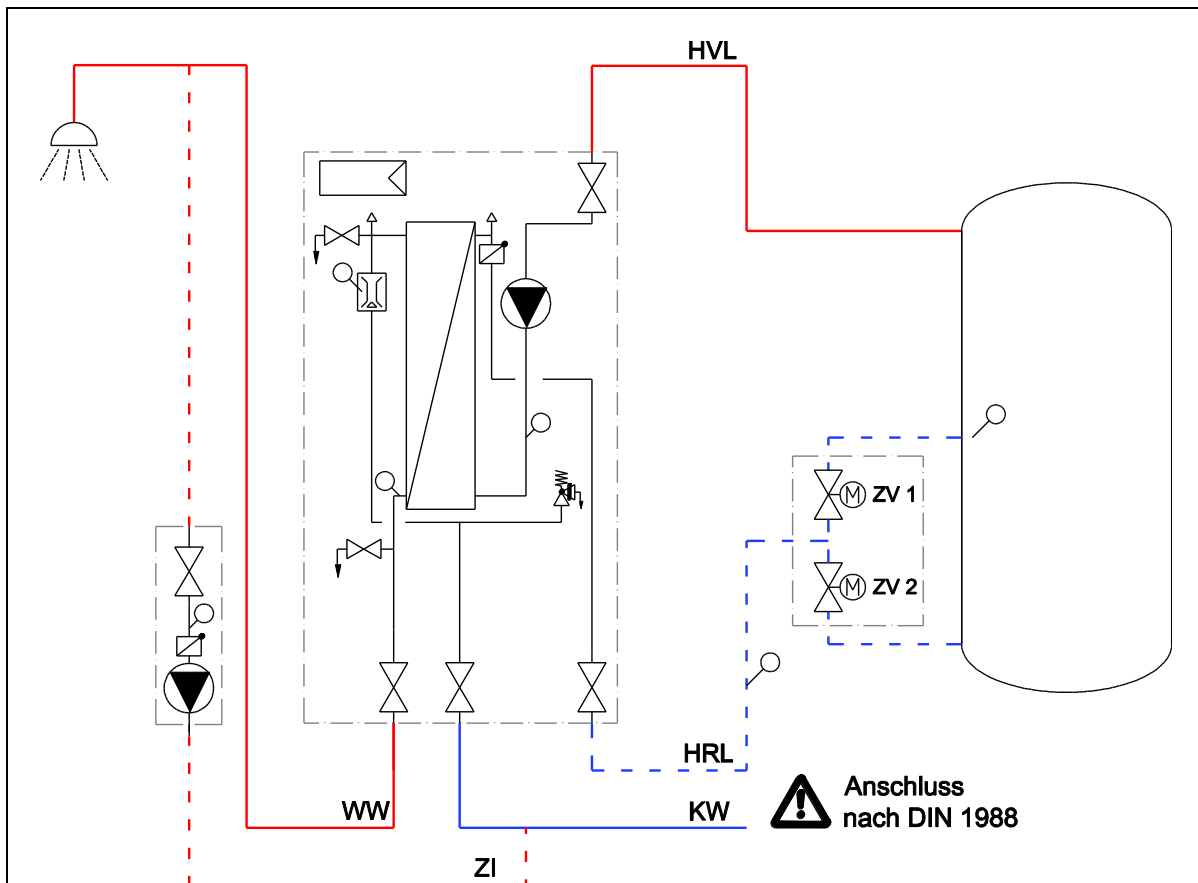 HVL
M ZV 1
M ZV 2
HRL
Anschluss
nach DIN 1988
WW
KW
ZI